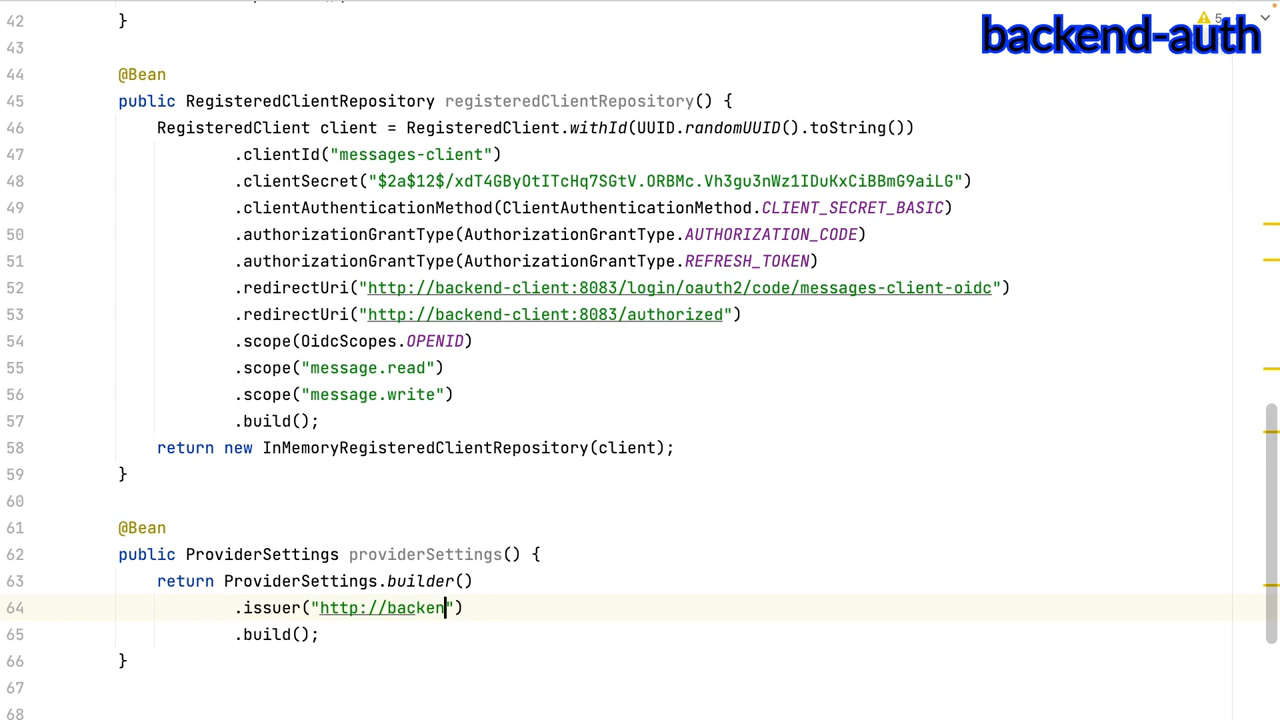 42 }
43
backend-auth
5
44 @Bean
45 public RegisteredClientRepository registeredClientRepository() {
46 RegisteredClient client = RegisteredClient.withId(UUID.randomUUID().toString())
47 .clientId("messages-client")
48 .clientSecret("$2a$12$/xdT4GByOtITcHq7SGtV.ORBMc.Vh3gu3nWz1IDuKxCiBBmG9aiLG")
49 .clientAuthenticationMethod(ClientAuthenticationMethod.CLIENT_SECRET_BASIC)
50 .authorizationGrantType(AuthorizationGrantType.AUTHORIZATION_CODE)
51 .authorizationGrantType(AuthorizationGrantType.REFRESH_TOKEN)
52 .redirectUri("http://backend-client:8083/login/oauth2/code/messages-client-oidc")
53 .redirectUri("http://backend-client:8083/authorized")
54 .scope(OidcScopes.OPENID)
55 .scope("message.read")
56 .scope("message.write")
57 .build();
58 return new InMemoryRegisteredClientRepository(client);
59 }
60
61 @Bean
62 public ProviderSettings providerSettings() {
63 return ProviderSettings.builder()
64 .issuer("http://backen")
65 .build();
66 }
67
68